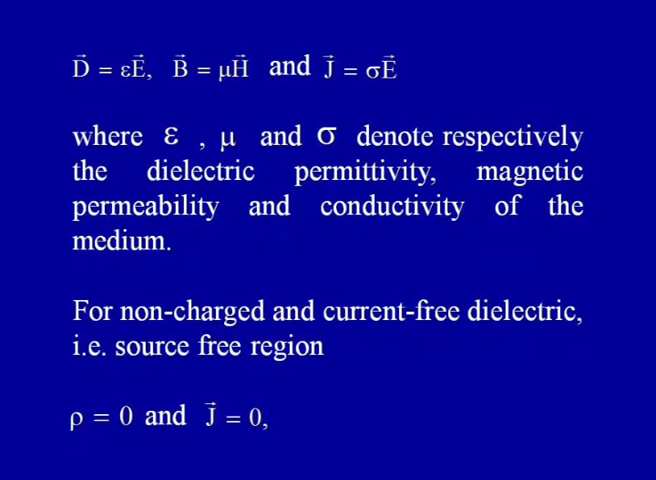 D⃗ = εE⃗, B⃗ = μH⃗ and J⃗ = σE⃗
where ε , μ and σ denote respectively
the dielectric permittivity, magnetic
permeability and conductivity of the
medium.
For non-charged and current-free dielectric,
i.e. source free region
ρ = 0 and J⃗ = 0,